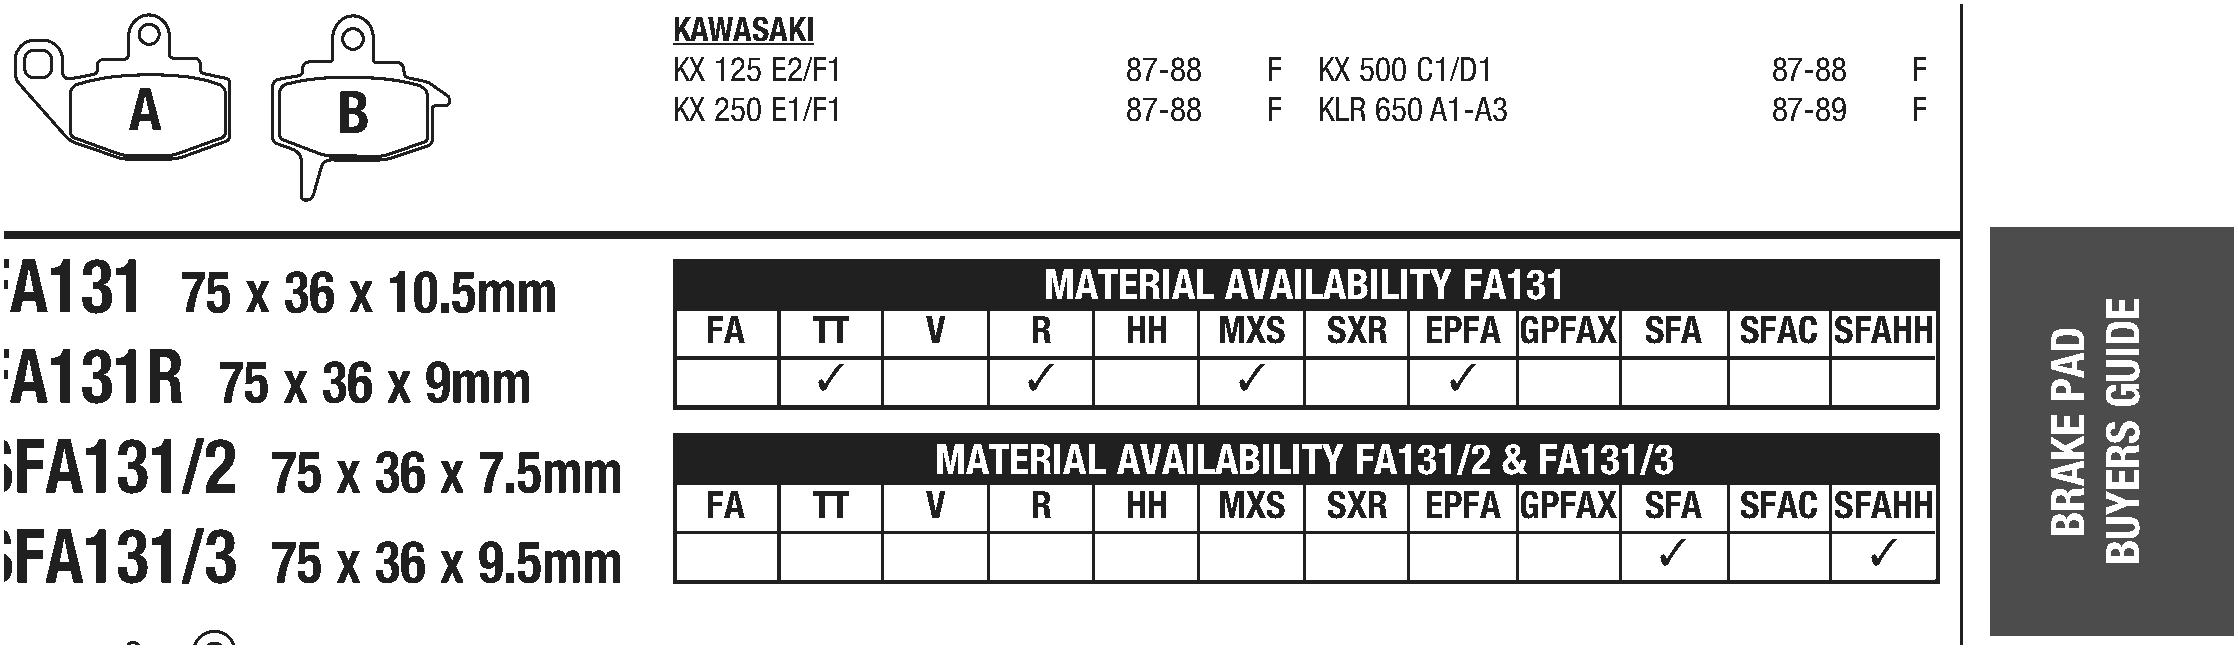 A
B
KAWASAKI
KX 125 E2/F1 87-88 F KX 500 C1/D1 87-88 F
KX 250 E1/F1 87-88 F KLR 650 A1-A3 87-89 F
FA131 75 x 36 x 10.5mm
FA131R 75 x 36 x 9mm
SFA131/2 75 x 36 x 7.5mm
SFA131/3 75 x 36 x 9.5mm
MATERIAL AVAILABILITY FA131
FA TT V R HH MXS SXR EPFA GPFAX SFA SFAC SFAHH
✓ ✓ ✓ ✓
MATERIAL AVAILABILITY FA131/2 & FA131/3
FA TT V R HH MXS SXR EPFA GPFAX SFA SFAC SFAHH
✓ ✓
BRAKE PAD
BUYERS GUIDE